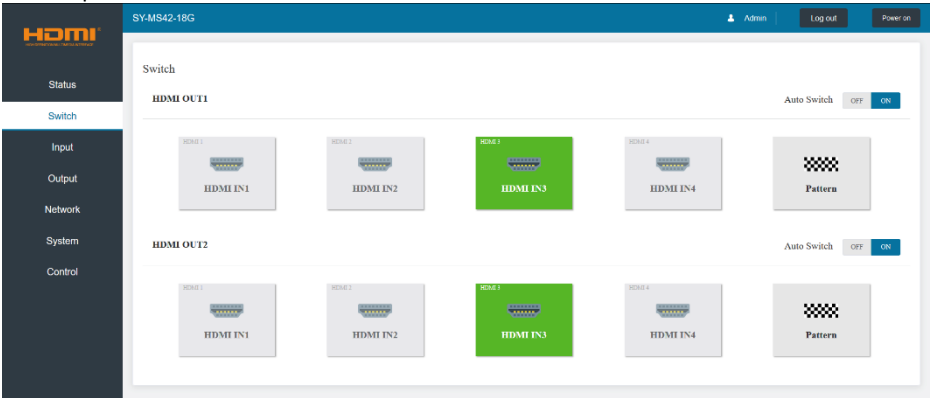 SY-MS42-18G
Admin
Log out
Power on
HDMI
Status
Switch
Input
Output
Network
System
Control
Switch
HDMI OUT1
Auto Switch OFF ON
HDMI 1
HDMI IN1
HDMI 2
HDMI IN2
HDMI IN3
HDMI 4
HDMI IN4
Pattern
HDMI OUT2
Auto Switch OFF ON
HDMI 1
HDMI IN1
HDMI 2
HDMI IN2
HDMI 3
HDMI IN3
HDMI 4
HDMI IN4
Pattern